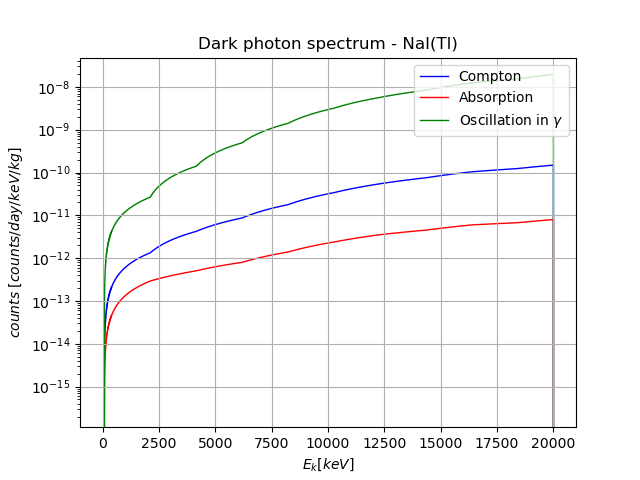 Dark photon spectrum - NaI(Tl)
Compton
Absorption
Oscillation in γ
counts [counts/day/keV/kg]
10⁻⁸
10⁻⁹
10⁻¹⁰
10⁻¹¹
10⁻¹²
10⁻¹³
10⁻¹⁴
10⁻¹⁵
0 2500 5000 7500 10000 12500 15000 17500 20000
Eₖ[keV]